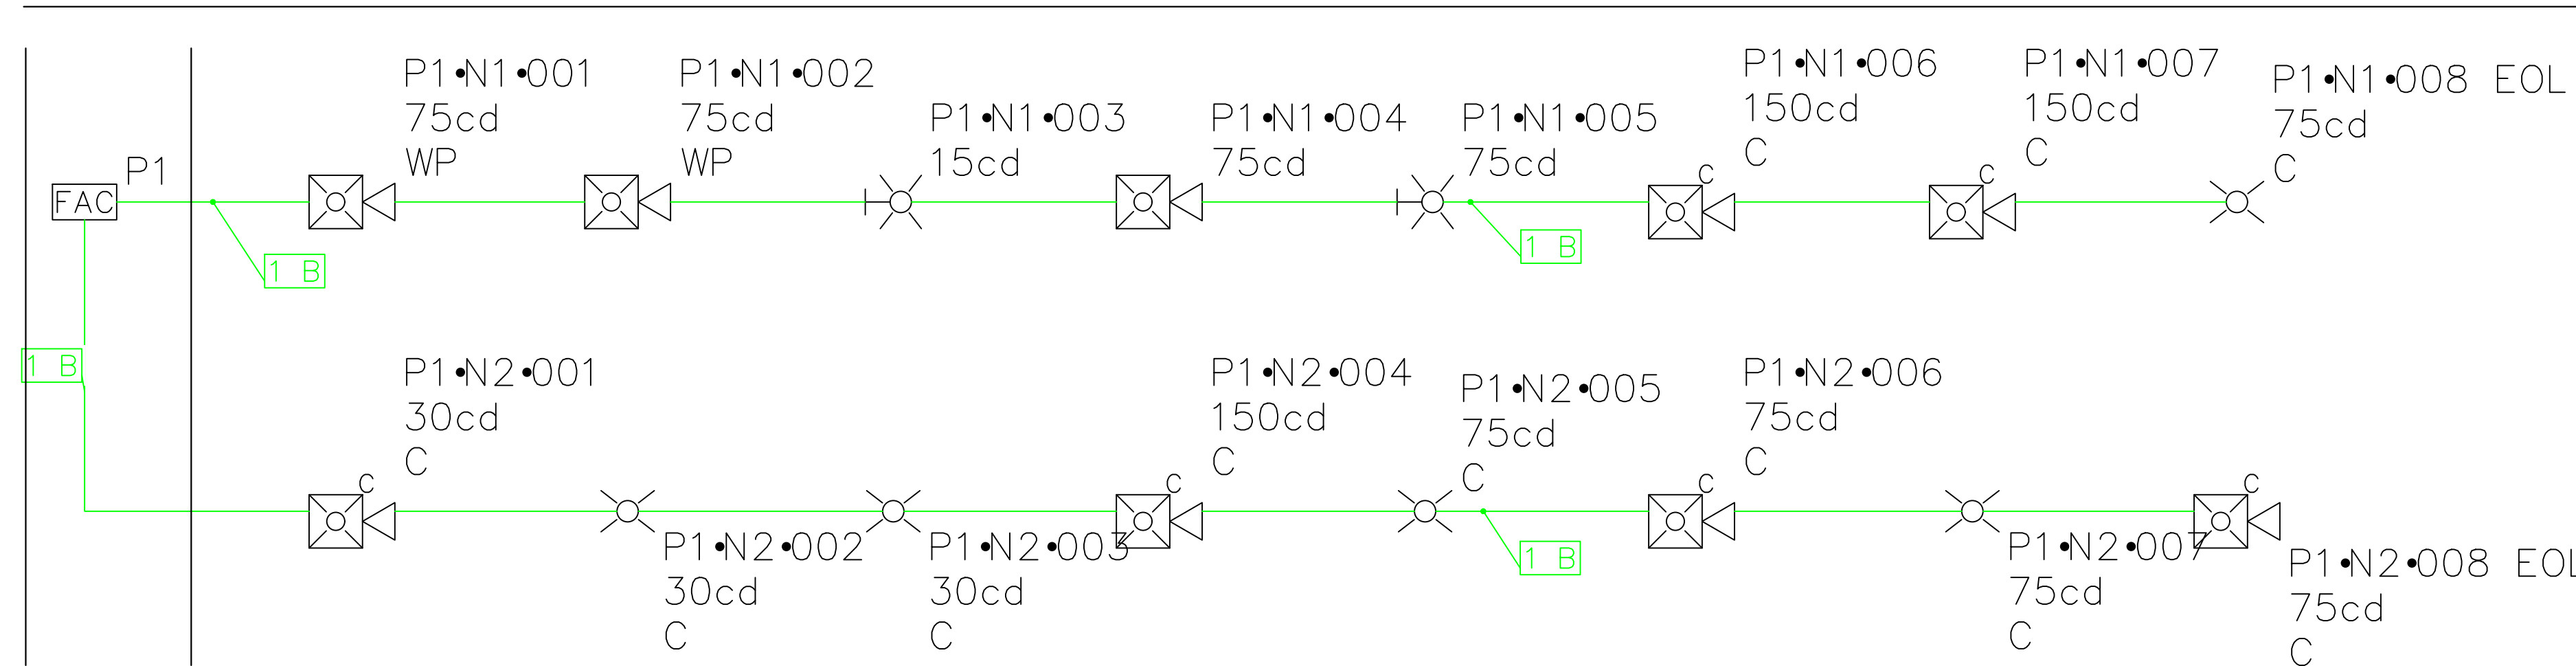 P1•N1•001
75cd
WP
P1•N1•002
75cd
WP
P1•N1•003
15cd
P1•N1•004
75cd
P1•N1•005
75cd
P1•N1•006
150cd
C
P1•N1•007
150cd
C
P1•N1•008 EOL
75cd
C
P1
FAC
C
C
1 B
1 B
1 B
P1•N2•001
30cd
C
C
P1•N2•002
30cd
C
P1•N2•003
30cd
C
P1•N2•004
150cd
C
C
P1•N2•005
75cd
C
1 B
P1•N2•006
75cd
C
C
P1•N2•007
75cd
C
C
P1•N2•008 EOL
75cd
C